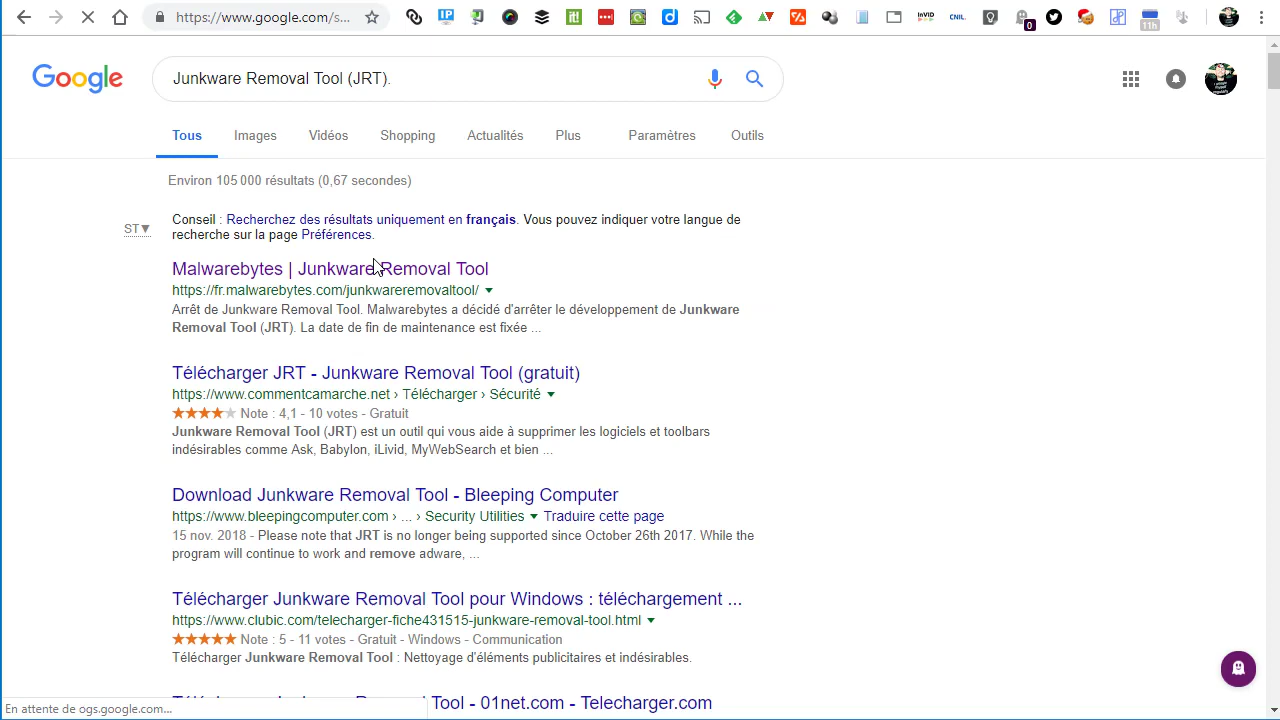 https://www.google.com/s...
IP
it!
InVID
CNIL.
0
11h
Google
Junkware Removal Tool (JRT).
Tous
Images
Vidéos
Shopping
Actualités
Plus
Paramètres
Outils
Environ 105 000 résultats (0,67 secondes)
ST▼
Conseil : Recherchez des résultats uniquement en français. Vous pouvez indiquer votre langue de
recherche sur la page Préférences.
Malwarebytes | Junkware Removal Tool
https://fr.malwarebytes.com/junkwareremovaltool/
Arrêt de Junkware Removal Tool. Malwarebytes a décidé d'arrêter le développement de Junkware
Removal Tool (JRT). La date de fin de maintenance est fixée ...
Télécharger JRT - Junkware Removal Tool (gratuit)
https://www.commentcamarche.net › Télécharger › Sécurité
Note : 4,1 - 10 votes - Gratuit
Junkware Removal Tool (JRT) est un outil qui vous aide à supprimer les logiciels et toolbars
indésirables comme Ask, Babylon, iLivid, MyWebSearch et bien ...
Download Junkware Removal Tool - Bleeping Computer
https://www.bleepingcomputer.com › ... › Security Utilities Traduire cette page
15 nov. 2018 - Please note that JRT is no longer being supported since October 26th 2017. While the
program will continue to work and remove adware, ...
Télécharger Junkware Removal Tool pour Windows : téléchargement ...
https://www.clubic.com/telecharger-fiche431515-junkware-removal-tool.html
Note : 5 - 11 votes - Gratuit - Windows - Communication
Télécharger Junkware Removal Tool : Nettoyage d'éléments publicitaires et indésirables.
Tool - 01net.com - Telecharger.com
En attente de ogs.google.com...